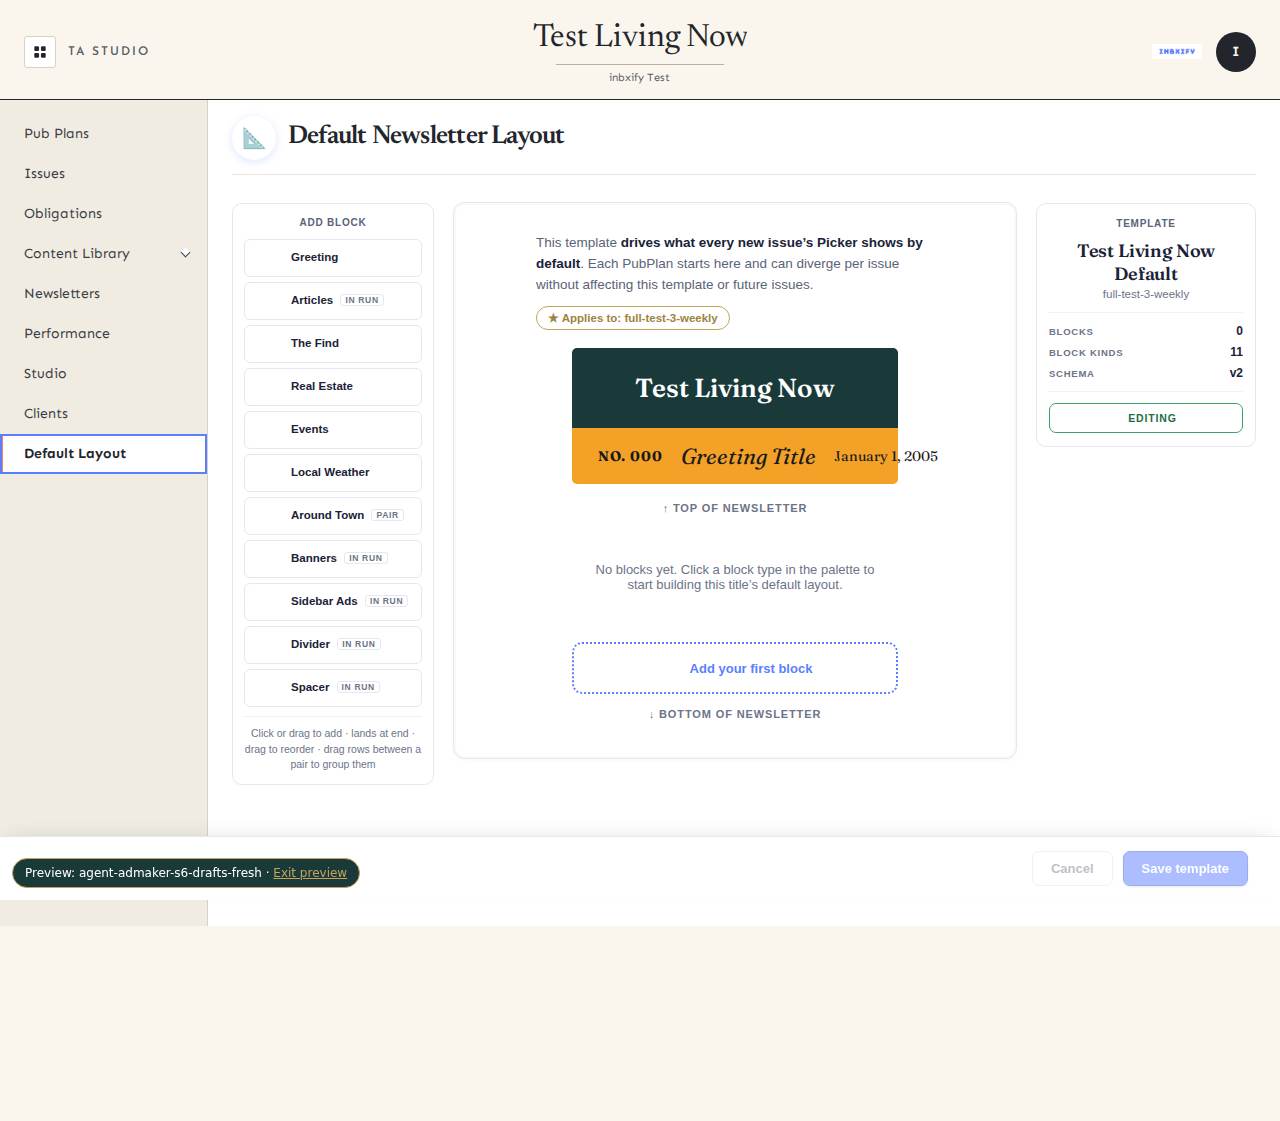 TA STUDIO
Test Living Now
inbxify Test
INBXIFY
I
Pub Plans
Issues
Obligations
Content Library
Newsletters
Performance
Studio
Clients
Default Layout
Default Newsletter Layout
ADD BLOCK
Greeting
Articles IN RUN
The Find
Real Estate
Events
Local Weather
Around Town PAIR
Banners IN RUN
Sidebar Ads IN RUN
Divider IN RUN
Spacer IN RUN
Click or drag to add · lands at end ·
drag to reorder · drag rows between a
pair to group them
This template drives what every new issue’s Picker shows by
default. Each PubPlan starts here and can diverge per issue
without affecting this template or future issues.
★ Applies to: full-test-3-weekly
Test Living Now
NO. 000 Greeting Title January 1, 2005
↑ TOP OF NEWSLETTER
No blocks yet. Click a block type in the palette to
start building this title’s default layout.
Add your first block
↓ BOTTOM OF NEWSLETTER
TEMPLATE
Test Living Now
Default
full-test-3-weekly
BLOCKS 0
BLOCK KINDS 11
SCHEMA v2
EDITING
Preview: agent-admaker-s6-drafts-fresh · Exit preview
Cancel
Save template